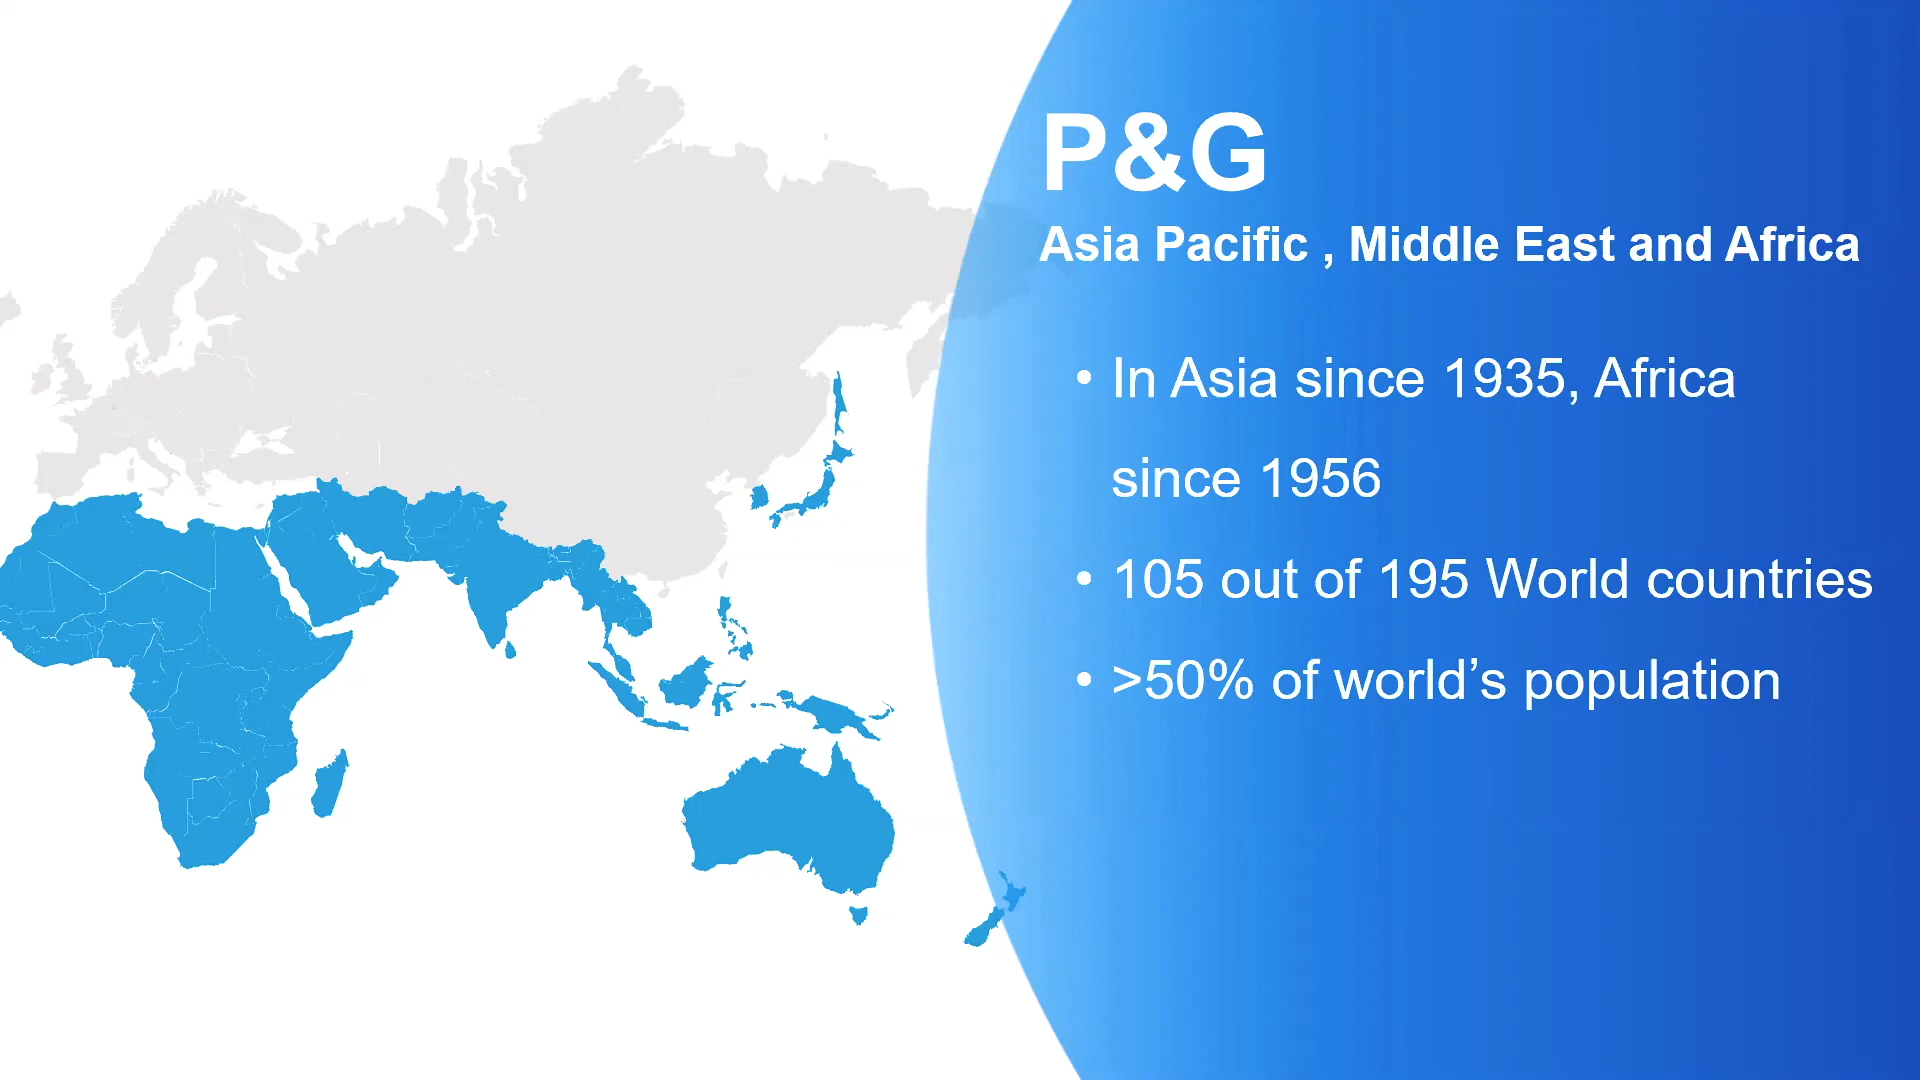 P&G
Asia Pacific , Middle East and Africa
• In Asia since 1935, Africa
since 1956
• 105 out of 195 World countries
• >50% of world’s population